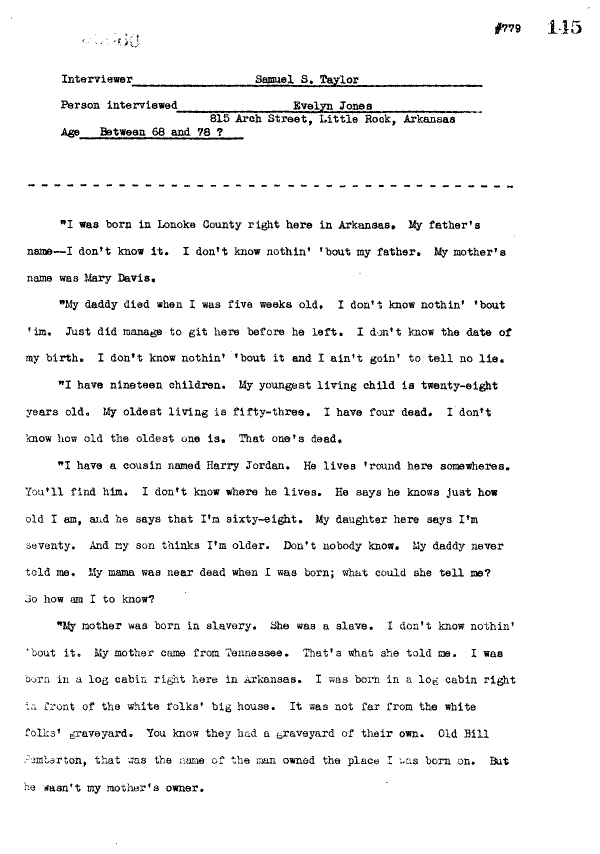 #779 145
Interviewer Samuel S. Taylor
Person interviewed Evelyn Jones
815 Arch Street, Little Rock, Arkansas
Age Between 68 and 78 ?
"I was born in Lonoke County right here in Arkansas. My father's
name—I don't know it. I don't know nothin' 'bout my father. My mother's
name was Mary Davis.
"My daddy died when I was five weeks old. I don't know nothin' 'bout
'im. Just did manage to git here before he left. I don't know the date of
my birth. I don't know nothin' 'bout it and I ain't goin' to tell no lie.
"I have nineteen children. My youngest living child is twenty-eight
years old. My oldest living is fifty-three. I have four dead. I don't
know how old the oldest one is. That one's dead.
"I have a cousin named Harry Jordan. He lives 'round here somewheres.
You'll find him. I don't know where he lives. He says he knows just how
old I am, and he says that I'm sixty-eight. My daughter here says I'm
seventy. And my son thinks I'm older. Don't nobody know. My daddy never
told me. My mama was near dead when I was born; what could she tell me?
So how am I to know?
"My mother was born in slavery. She was a slave. I don't know nothin'
'bout it. My mother came from Tennessee. That's what she told me. I was
born in a log cabin right here in Arkansas. I was born in a log cabin right
in front of the white folks' big house. It was not far from the white
folks' graveyard. You know they had a graveyard of their own. Old Bill
Pemberton, that was the name of the man owned the place I was born on. But
he wasn't my mother's owner.